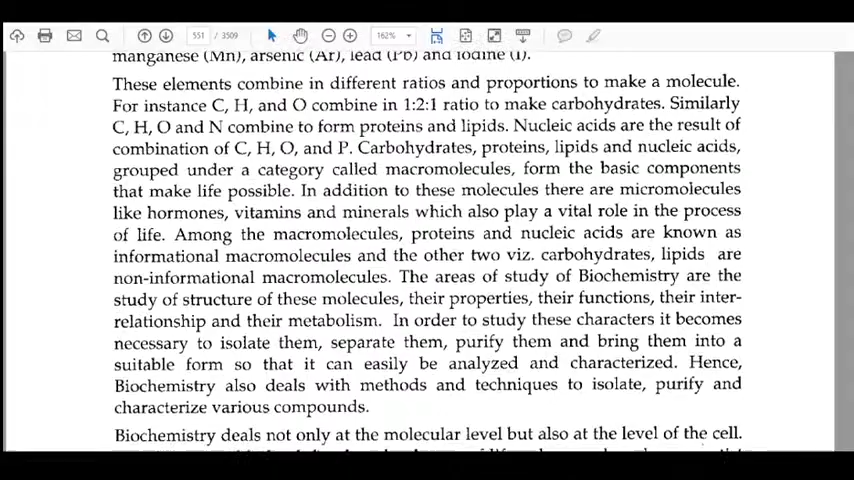 551 / 3509 162%
manganese (Mn), arsenic (Ar), lead (Pb) and iodine (I).
These elements combine in different ratios and proportions to make a molecule.
For instance C, H, and O combine in 1:2:1 ratio to make carbohydrates. Similarly
C, H, O and N combine to form proteins and lipids. Nucleic acids are the result of
combination of C, H, O, and P. Carbohydrates, proteins, lipids and nucleic acids,
grouped under a category called macromolecules, form the basic components
that make life possible. In addition to these molecules there are micromolecules
like hormones, vitamins and minerals which also play a vital role in the process
of life. Among the macromolecules, proteins and nucleic acids are known as
informational macromolecules and the other two viz. carbohydrates, lipids are
non-informational macromolecules. The areas of study of Biochemistry are the
study of structure of these molecules, their properties, their functions, their inter-
relationship and their metabolism. In order to study these characters it becomes
necessary to isolate them, separate them, purify them and bring them into a
suitable form so that it can easily be analyzed and characterized. Hence,
Biochemistry also deals with methods and techniques to isolate, purify and
characterize various compounds.
Biochemistry deals not only at the molecular level but also at the level of the cell.